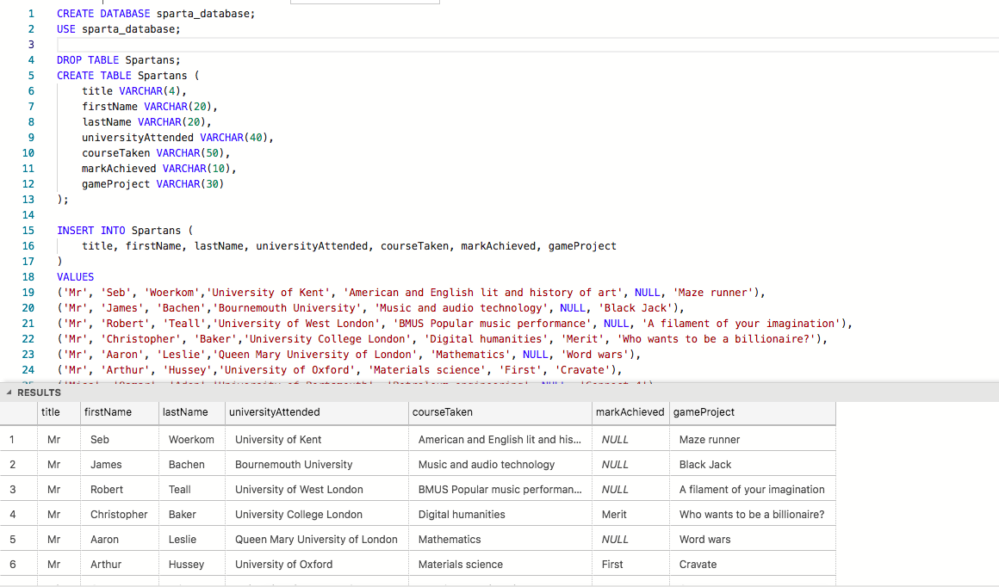 1 CREATE DATABASE sparta_database;
2 USE sparta_database;
3
4 DROP TABLE Spartans;
5 CREATE TABLE Spartans (
6 title VARCHAR(4),
7 firstName VARCHAR(20),
8 lastName VARCHAR(20),
9 universityAttended VARCHAR(40),
10 courseTaken VARCHAR(50),
11 markAchieved VARCHAR(10),
12 gameProject VARCHAR(30)
13 );
14
15 INSERT INTO Spartans (
16 title, firstName, lastName, universityAttended, courseTaken, markAchieved, gameProject
17 )
18 VALUES
19 ('Mr', 'Seb', 'Woerkom','University of Kent', 'American and English lit and history of art', NULL, 'Maze runner'),
20 ('Mr', 'James', 'Bachen','Bournemouth University', 'Music and audio technology', NULL, 'Black Jack'),
21 ('Mr', 'Robert', 'Teall','University of West London', 'BMUS Popular music performance', NULL, 'A filament of your imagination'),
22 ('Mr', 'Christopher', 'Baker','University College London', 'Digital humanities', 'Merit', 'Who wants to be a billionaire?'),
23 ('Mr', 'Aaron', 'Leslie','Queen Mary University of London', 'Mathematics', NULL, 'Word wars'),
24 ('Mr', 'Arthur', 'Hussey','University of Oxford', 'Materials science', 'First', 'Cravate'),
RESULTS
title firstName lastName universityAttended courseTaken markAchieved gameProject
1 Mr Seb Woerkom University of Kent American and English lit and his... NULL Maze runner
2 Mr James Bachen Bournemouth University Music and audio technology NULL Black Jack
3 Mr Robert Teall University of West London BMUS Popular music performan... NULL A filament of your imagination
4 Mr Christopher Baker University College London Digital humanities Merit Who wants to be a billionaire?
5 Mr Aaron Leslie Queen Mary University of London Mathematics NULL Word wars
6 Mr Arthur Hussey University of Oxford Materials science First Cravate